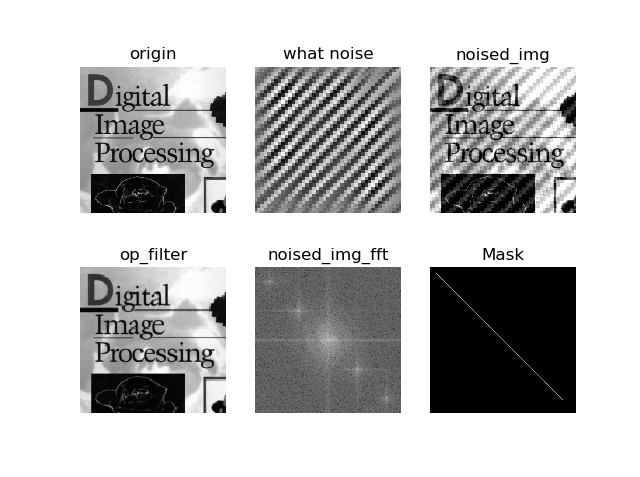 origin
what noise
noised_img
Digital
Image
Processing
Digital
Image
Processing
op_filter
noised_img_fft
Mask
Digital
Image
Processing